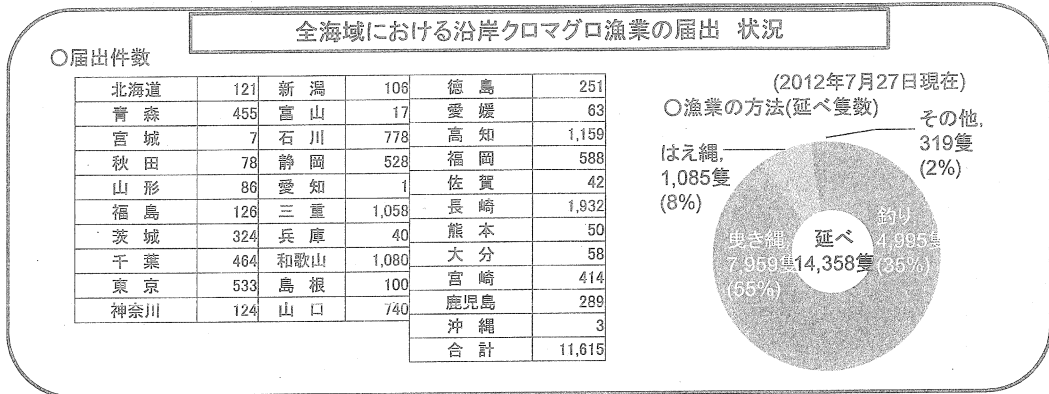 全海域における沿岸クロマグロ漁業の届出 状況
○届出件数
北海道 121 新潟 106 徳島 251
青森 455 富山 17 愛媛 63
宮城 7 石川 778 高知 1,159
秋田 78 静岡 528 福岡 588
山形 86 愛知 1 佐賀 42
福島 126 三重 1,058 長崎 1,932
茨城 324 兵庫 40 熊本 50
千葉 464 和歌山 1,080 大分 58
東京 533 島根 100 宮崎 414
神奈川 124 山口 740 鹿児島 289
沖縄 3
合計 11,615
(2012年7月27日現在)
○漁業の方法(延べ隻数)
その他,
319隻
(2%)
はえ縄,
1,085隻
(8%)
釣り
4,995隻
(35%)
曳き縄
7,959隻
(55%)
延べ
14,358隻